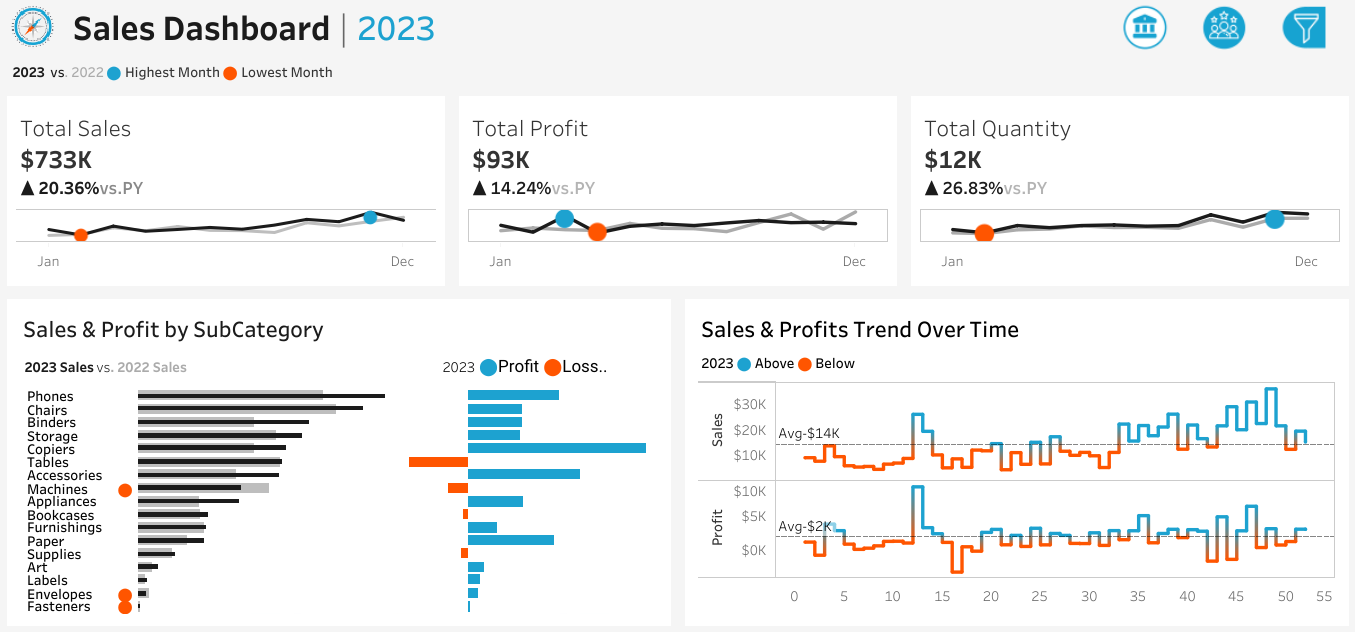 Sales Dashboard | 2023
2023 vs. 2022 Highest Month Lowest Month
Total Sales
$733K
▲ 20.36%vs.PY
Jan Dec
Total Profit
$93K
▲ 14.24%vs.PY
Jan Dec
Total Quantity
$12K
▲ 26.83%vs.PY
Jan Dec
Sales & Profit by SubCategory
2023 Sales vs. 2022 Sales
2023 Profit Loss..
Phones
Chairs
Binders
Storage
Copiers
Tables
Accessories
Machines
Appliances
Bookcases
Furnishings
Paper
Supplies
Art
Labels
Envelopes
Fasteners
Sales & Profits Trend Over Time
2023 Above Below
Sales
$30K
$20K
$10K
Avg-$14K
Profit
$10K
$5K
$0K
Avg-$2K
0 5 10 15 20 25 30 35 40 45 50 55